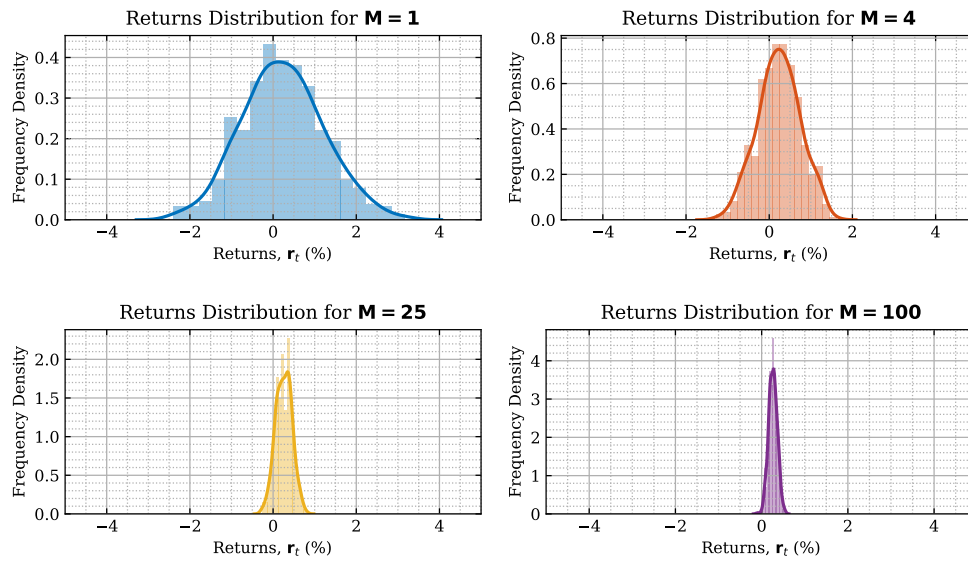 Returns Distribution for M = 1
Frequency Density
0.4
0.3
0.2
0.1
0.0
−4 −2 0 2 4
Returns, rt (%)
Returns Distribution for M = 4
Frequency Density
0.8
0.6
0.4
0.2
0.0
−4 −2 0 2 4
Returns, rt (%)
Returns Distribution for M = 25
Frequency Density
2.0
1.5
1.0
0.5
0.0
−4 −2 0 2 4
Returns, rt (%)
Returns Distribution for M = 100
Frequency Density
4
3
2
1
0
−4 −2 0 2 4
Returns, rt (%)